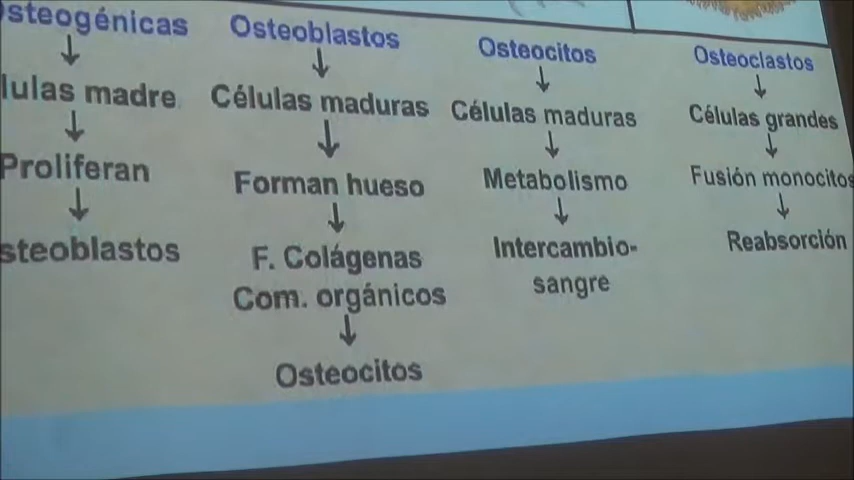 steogénicas
lulas madre
Proliferan
steoblastos
Osteoblastos
Células maduras
Forman hueso
F. Colágenas
Com. orgánicos
Osteocitos
Osteocitos
Células maduras
Metabolismo
Intercambio-
sangre
Osteoclastos
Células grandes
Fusión monocitos
Reabsorción